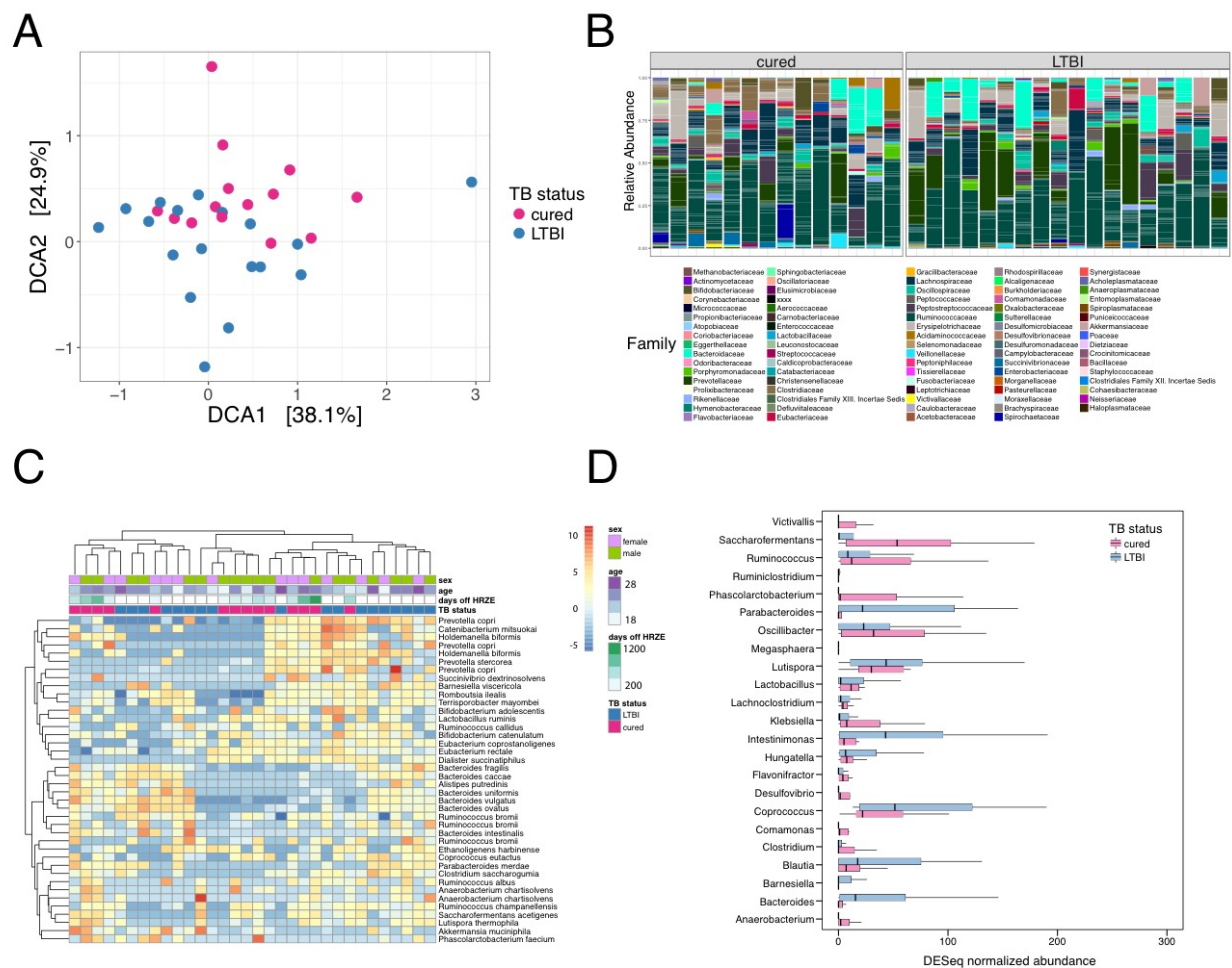 A
DCA2 [24.9%]
1
0
−1
−1
0
1
2
3
DCA1 [38.1%]
TB status
cured
LTBI
B
cured
LTBI
Relative Abundance
1.00
0.75
0.50
0.25
0.00
Family
Methanobacteriaceae
Actinomycetaceae
Bifidobacteriaceae
Corynebacteriaceae
Micrococcaceae
Propionibacteriaceae
Atopobiaceae
Coriobacteriaceae
Eggerthellaceae
Bacteroidaceae
Odoribacteraceae
Porphyromonadaceae
Prevotellaceae
Prolixibacteraceae
Rikenellaceae
Hymenobacteraceae
Flavobacteriaceae
Sphingobacteriaceae
Oscillatoriaceae
Elusimicrobiaceae
xxxx
Aerococcaceae
Carnobacteriaceae
Enterococcaceae
Lactobacillaceae
Leuconostocaceae
Streptococcaceae
Caldicoprobacteraceae
Catabacteriaceae
Christensenellaceae
Clostridiaceae
Clostridiales Family XIII. Incertae Sedis
Defluviitaleaceae
Eubacteriaceae
Gracilibacteraceae
Lachnospiraceae
Oscillospiraceae
Peptococcaceae
Peptostreptococcaceae
Ruminococcaceae
Erysipelotrichaceae
Acidaminococcaceae
Selenomonadaceae
Veillonellaceae
Peptoniphilaceae
Tissierellaceae
Fusobacteriaceae
Leptotrichiaceae
Victivallaceae
Caulobacteraceae
Acetobacteraceae
Rhodospirillaceae
Alcaligenaceae
Burkholderiaceae
Comamonadaceae
Oxalobacteraceae
Sutterellaceae
Desulfomicrobiaceae
Desulfovibrionaceae
Desulfuromonadaceae
Campylobacteraceae
Succinivibrionaceae
Enterobacteriaceae
Morganellaceae
Pasteurellaceae
Moraxellaceae
Brachyspiraceae
Spirochaetaceae
Synergistaceae
Acholeplasmataceae
Anaeroplasmataceae
Entomoplasmataceae
Spiroplasmataceae
Puniceicoccaceae
Akkermansiaceae
Poaceae
Dietziaceae
Crocinitomicaceae
Bacillaceae
Staphylococcaceae
Clostridiales Family XII. Incertae Sedis
Cohaesibacteraceae
Neisseriaceae
Haloplasmataceae
C
sex
age
days off HRZE
TB status
Prevotella copri
Catenibacterium mitsuokai
Holdemanella biformis
Prevotella copri
Holdemanella biformis
Prevotella stercorea
Prevotella copri
Succinivibrio dextrinosolvens
Barnesiella viscericola
Romboutsia ilealis
Terrisporobacter mayombei
Bifidobacterium adolescentis
Lactobacillus ruminis
Ruminococcus callidus
Bifidobacterium catenulatum
Eubacterium coprostanoligenes
Eubacterium rectale
Dialister succinatiphilus
Bacteroides fragilis
Bacteroides caccae
Alistipes putredinis
Bacteroides uniformis
Bacteroides vulgatus
Bacteroides ovatus
Ruminococcus bromii
Ruminococcus bromii
Bacteroides intestinalis
Ruminococcus bromii
Ethanoligenens harbinense
Coprococcus eutactus
Parabacteroides merdae
Clostridium saccharogumia
Ruminococcus albus
Anaerobacterium chartisolvens
Anaerobacterium chartisolvens
Ruminococcus champanellensis
Saccharofermentans acetigenes
Lutispora thermophila
Akkermansia muciniphila
Phascolarctobacterium faecium
10
5
0
-5
sex
female
male
age
28
18
days off HRZE
1200
200
TB status
LTBI
cured
D
Victivallis
Saccharofermentans
Ruminococcus
Ruminiclostridium
Phascolarctobacterium
Parabacteroides
Oscillibacter
Megasphaera
Lutispora
Lactobacillus
Lachnoclostridium
Klebsiella
Intestinimonas
Hungatella
Flavonifractor
Desulfovibrio
Coprococcus
Comamonas
Clostridium
Blautia
Barnesiella
Bacteroides
Anaerobacterium
0
100
200
300
DESeq normalized abundance
TB status
cured
LTBI